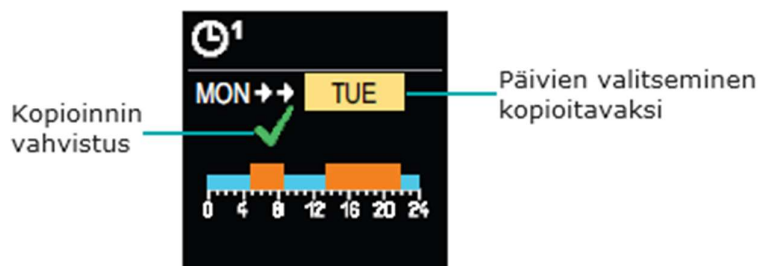 1
MON→→ TUE
Kopioinnin
vahvistus
Päivien valitseminen
kopioitavaksi
0 4 8 12 16 20 24